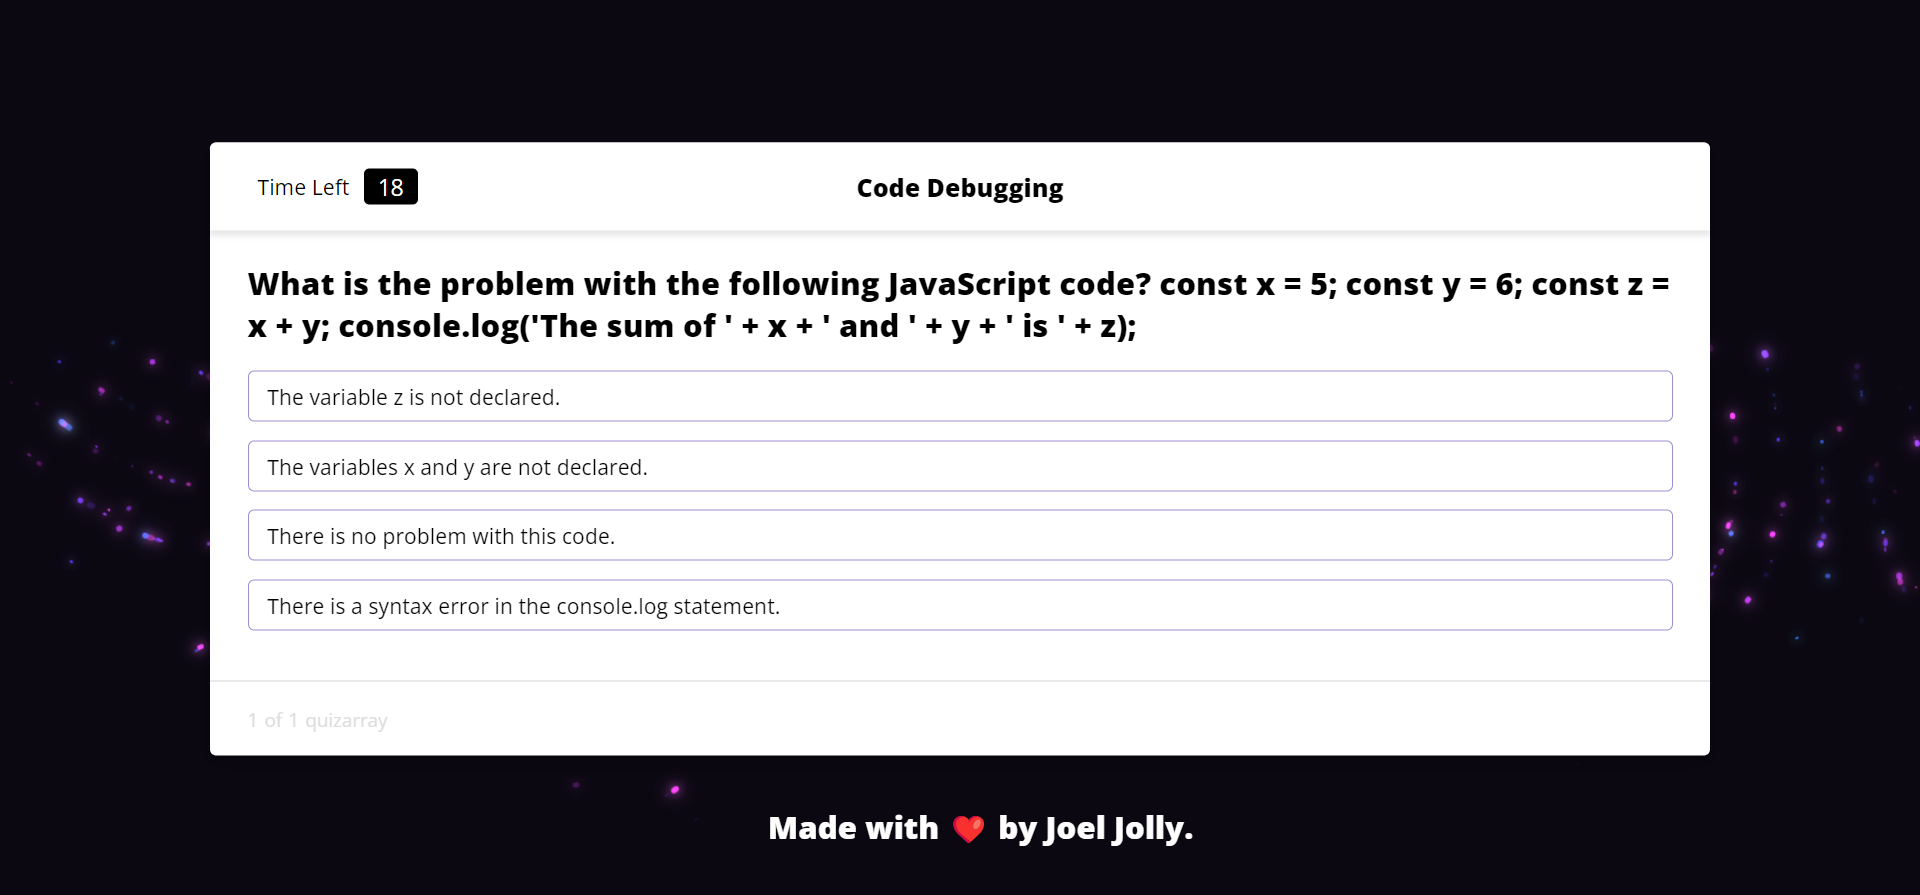 Time Left 18
Code Debugging
What is the problem with the following JavaScript code? const x = 5; const y = 6; const z =
x + y; console.log('The sum of ' + x + ' and ' + y + ' is ' + z);
The variable z is not declared.
The variables x and y are not declared.
There is no problem with this code.
There is a syntax error in the console.log statement.
1 of 1 quizarray
Made with ❤️ by Joel Jolly.